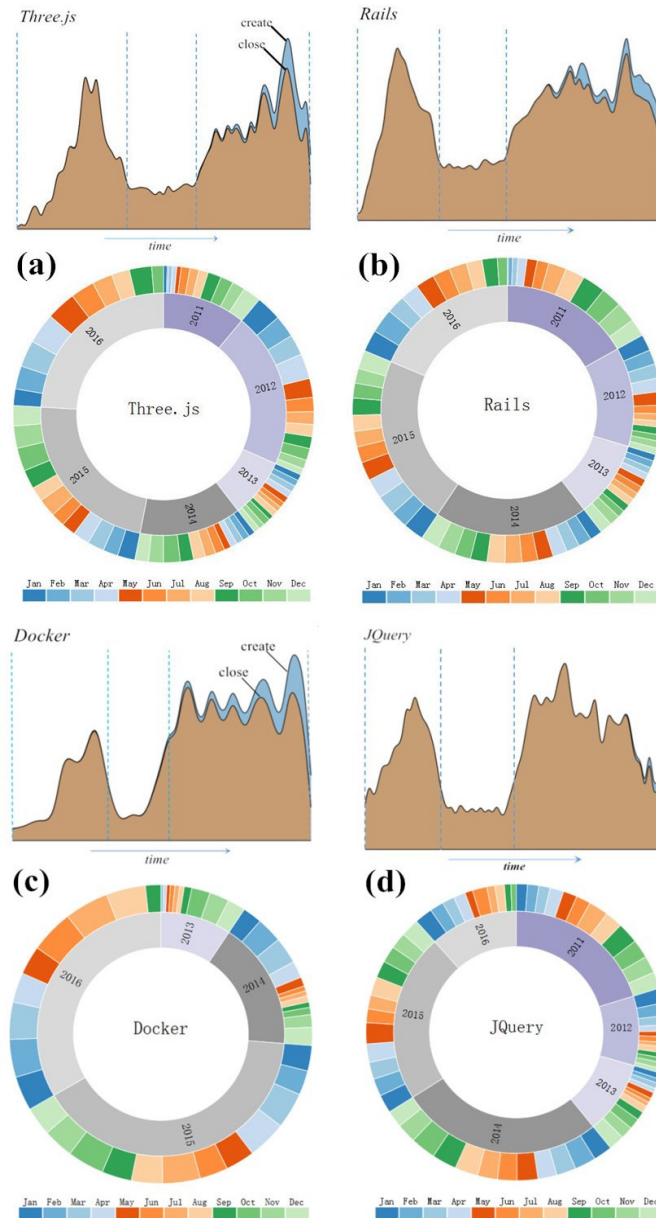 Three.js
create
close
time
Rails
time
(a)
2011
2012
2013
2014
2015
2016
Three.js
Jan Feb Mar Apr May Jun Jul Aug Sep Oct Nov Dec
(b)
2011
2012
2013
2014
2015
2016
Rails
Jan Feb Mar Apr May Jun Jul Aug Sep Oct Nov Dec
Docker
create
close
time
JQuery
time
(c)
2013
2014
2015
2016
Docker
Jan Feb Mar Apr May Jun Jul Aug Sep Oct Nov Dec
(d)
2011
2012
2013
2014
2015
2016
JQuery
Jan Feb Mar Apr May Jun Jul Aug Sep Oct Nov Dec